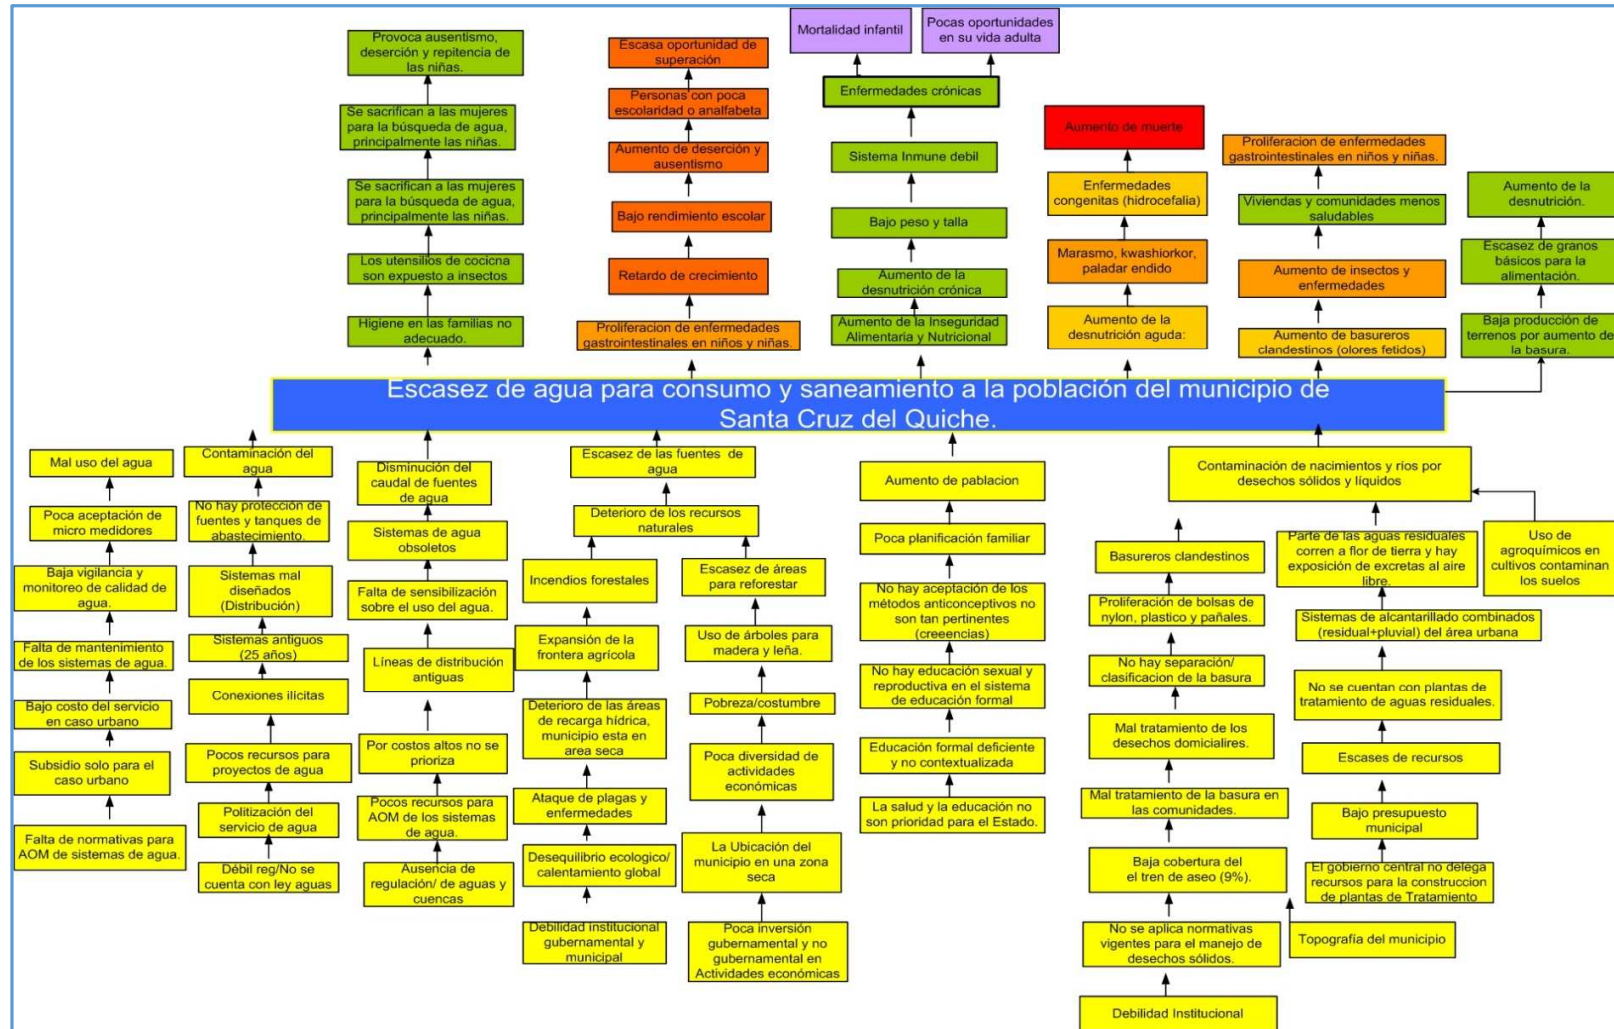 Provoca ausentismo,
deserción y repitencia de
las niñas.
Se sacrifican a las mujeres
para la búsqueda de agua,
principalmente las niñas.
Se sacrifican a las mujeres
para la búsqueda de agua,
principalmente las niñas.
Los utensilios de cocicna
son expuesto a insectos
Higiene en las familias no
adecuado.
Escasa oportunidad de
superación
Personas con poca
escolaridad o analfabeta
Aumento de deserción y
ausentismo
Bajo rendimiento escolar
Retardo de crecimiento
Proliferacion de enfermedades
gastrointestinales en niños y niñas.
Mortalidad infantil
Pocas oportunidades
en su vida adulta
Enfermedades crónicas
Sistema Inmune debil
Bajo peso y talla
Aumento de la
desnutrición crónica
Aumento de la Inseguridad
Alimentaria y Nutricional
Aumento de muerte
Enfermedades
congenitas (hidrocefalia)
Marasmo, kwashiorkor,
paladar endido
Aumento de la
desnutrición aguda:
Proliferacion de enfermedades
gastrointestinales en niños y niñas.
Viviendas y comunidades menos
saludables
Aumento de insectos y
enfermedades
Aumento de basureros
clandestinos (olores fetidos)
Aumento de la
desnutrición.
Escasez de granos
básicos para la
alimentación.
Baja producción de
terrenos por aumento de
la basura.
Escasez de agua para consumo y saneamiento a la población del municipio de
Santa Cruz del Quiche.
Mal uso del agua
Poca aceptación de
micro medidores
Baja vigilancia y
monitoreo de calidad de
agua.
Falta de mantenimiento
de los sistemas de agua.
Bajo costo del servicio
en caso urbano
Subsidio solo para el
caso urbano
Falta de normativas para
AOM de sistemas de agua.
Contaminación del
agua
No hay protección de
fuentes y tanques de
abastecimiento.
Sistemas mal
diseñados
(Distribución)
Sistemas antiguos
(25 años)
Conexiones ilícitas
Pocos recursos para
proyectos de agua
Politización del
servicio de agua
Débil reg/No se
cuenta con ley aguas
Disminución del
caudal de fuentes
de agua
Sistemas de agua
obsoletos
Falta de sensibilización
sobre el uso del agua.
Líneas de distribución
antiguas
Por costos altos no se
prioriza
Pocos recursos para
AOM de los sistemas
de agua.
Ausencia de
regulación/ de aguas y
cuencas
Escasez de las fuentes de
agua
Deterioro de los recursos
naturales
Incendios forestales
Expansión de la
frontera agrícola
Deterioro de las áreas
de recarga hídrica,
municipio esta en
area seca
Ataque de plagas y
enfermedades
Desequilibrio ecologico/
calentamiento global
Debilidad institucional
gubernamental y
municipal
Escasez de áreas
para reforestar
Uso de árboles para
madera y leña.
Pobreza/costumbre
Poca diversidad de
actividades
económicas
La Ubicación del
municipio en una zona
seca
Poca inversión
gubernamental y no
gubernamental en
Actividades económicas
Aumento de pablacion
Poca planificación familiar
No hay aceptación de los
métodos anticonceptivos no
son tan pertinentes
(creeencias)
No hay educación sexual y
reproductiva en el sistema
de educación formal
Educación formal deficiente
y no contextualizada
La salud y la educación no
son prioridad para el Estado.
Contaminación de nacimientos y ríos por
desechos sólidos y líquidos
Basureros clandestinos
Proliferación de bolsas de
nylon, plastico y pañales.
No hay separación/
clasificacion de la basura
Mal tratamiento de los
desechos domicialires.
Mal tratamiento de la basura en
las comunidades.
Baja cobertura del
el tren de aseo (9%).
No se aplica normativas
vigentes para el manejo de
desechos sólidos.
Debilidad Institucional
Topografía del municipio
Parte de las aguas residuales
corren a flor de tierra y hay
exposición de excretas al aire
libre.
Sistemas de alcantarillado combinados
(residual+pluvial) del área urbana
No se cuentan con plantas de
tratamiento de aguas residuales.
Escases de recursos
Bajo presupuesto
municipal
El gobierno central no delega
recursos para la construccion
de plantas de Tratamiento
Uso de
agroquímicos en
cultivos contaminan
los suelos